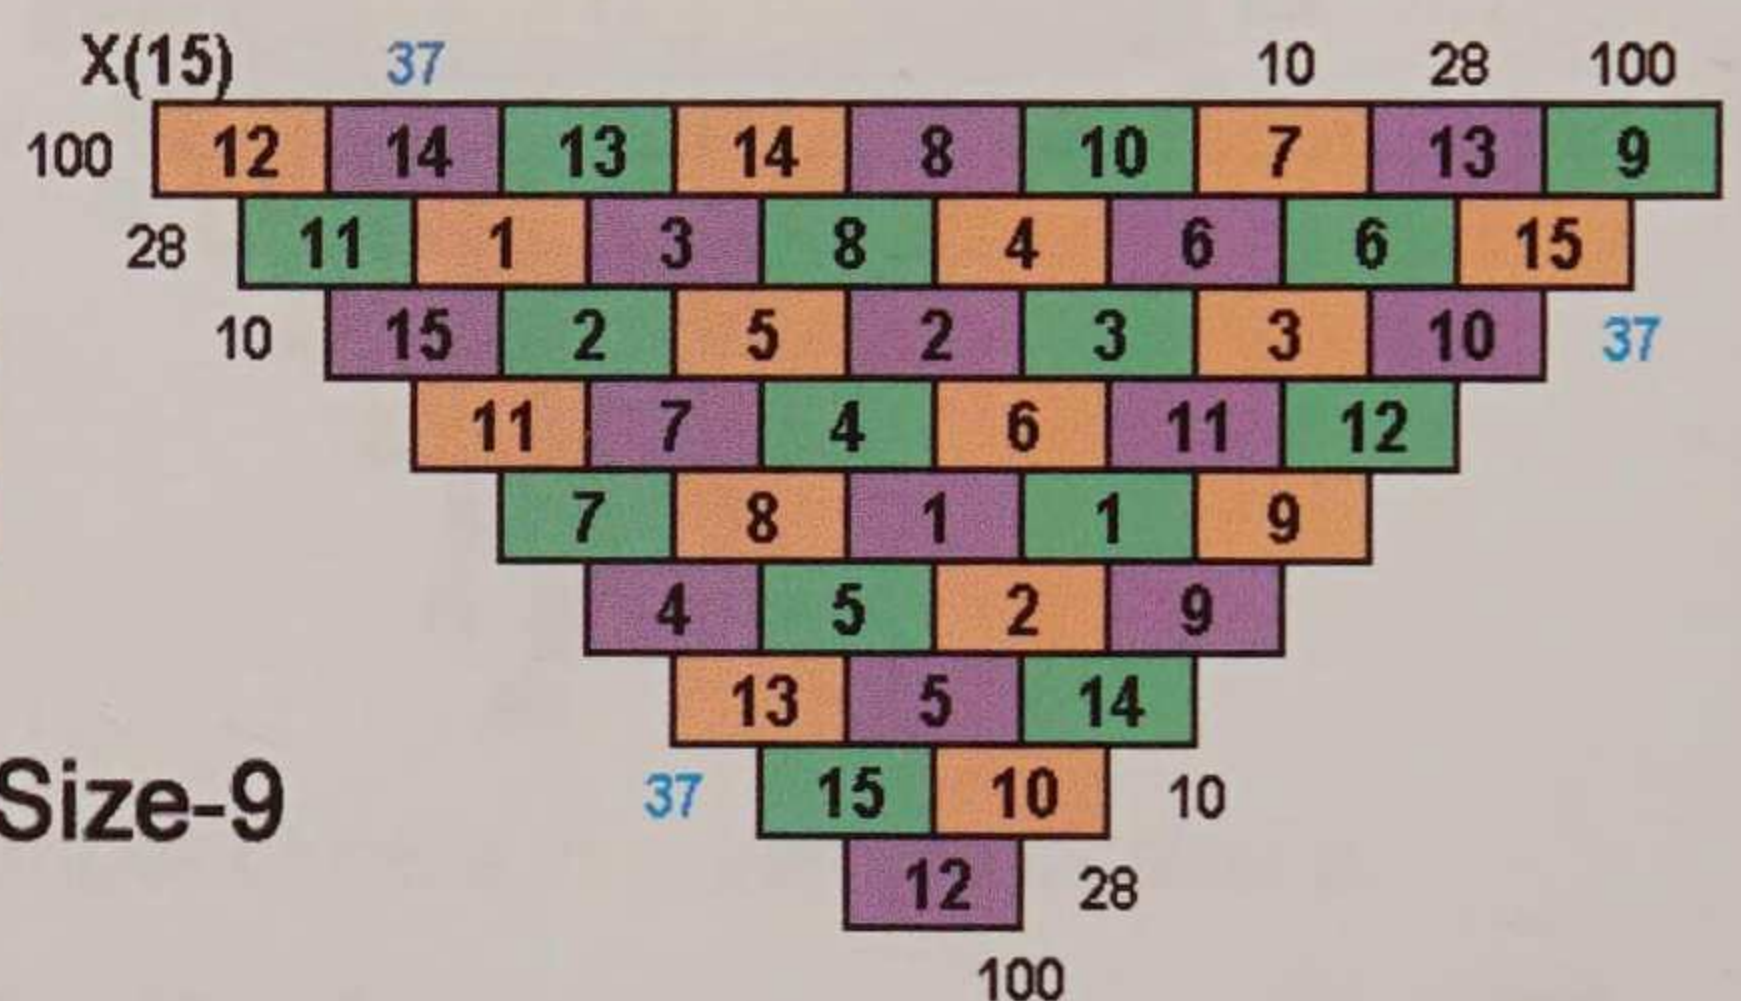 X(15) 37 10 28 100
100 12 14 13 14 8 10 7 13 9
28 11 1 3 8 4 6 6 15
10 15 2 5 2 3 3 10 37
11 7 4 6 11 12
7 8 1 1 9
4 5 2 9
13 5 14
Size-9 37 15 10 10
12 28
100